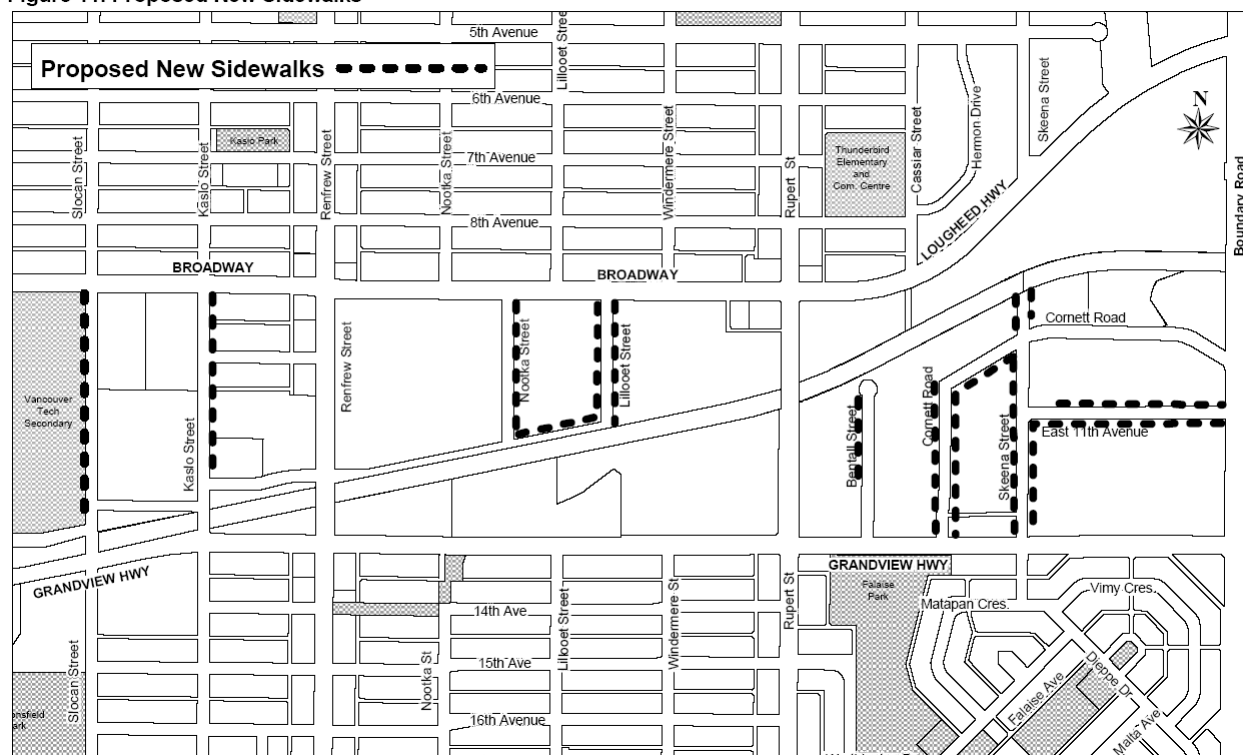 Figure 11: Proposed New Sidewalks
Proposed New Sidewalks
N
5th Avenue
6th Avenue
7th Avenue
8th Avenue
BROADWAY
BROADWAY
Kaslo Park
Thunderbird
Elementary
and
Com. Centre
Slocan Street
Kaslo Street
Renfrew Street
Nootka Street
Lillooet Street
Windermere Street
Rupert St
Cassiar Street
Hermon Drive
Skeena Street
LOUGHEED HWY
Boundary Road
Vancouver
Tech
Secondary
Kaslo Street
Renfrew Street
Nootka Street
Lillooet Street
Bentall Street
Cornett Road
Skeena Street
Cornett Road
East 11th Avenue
GRANDVIEW HWY
GRANDVIEW HWY
Falaise
Park
Matapan Cres.
Vimy Cres.
Dieppe Dr
Falaise Ave
Malta Ave
14th Ave
15th Ave
16th Avenue
Slocan Street
Nootka St
Lillooet Street
Windermere St
Rupert St